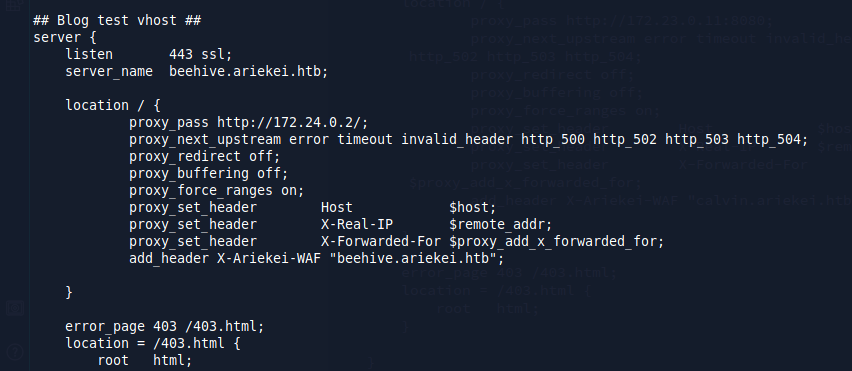 ## Blog test vhost ##
server {
    listen       443 ssl;
    server_name  beehive.ariekei.htb;

    location / {
            proxy_pass http://172.24.0.2/;
            proxy_next_upstream error timeout invalid_header http_500 http_502 http_503 http_504;
            proxy_redirect off;
            proxy_buffering off;
            proxy_force_ranges on;
            proxy_set_header        Host            $host;
            proxy_set_header        X-Real-IP       $remote_addr;
            proxy_set_header        X-Forwarded-For $proxy_add_x_forwarded_for;
            add_header X-Ariekei-WAF "beehive.ariekei.htb";

    }

    error_page 403 /403.html;
    location = /403.html {
        root   html;